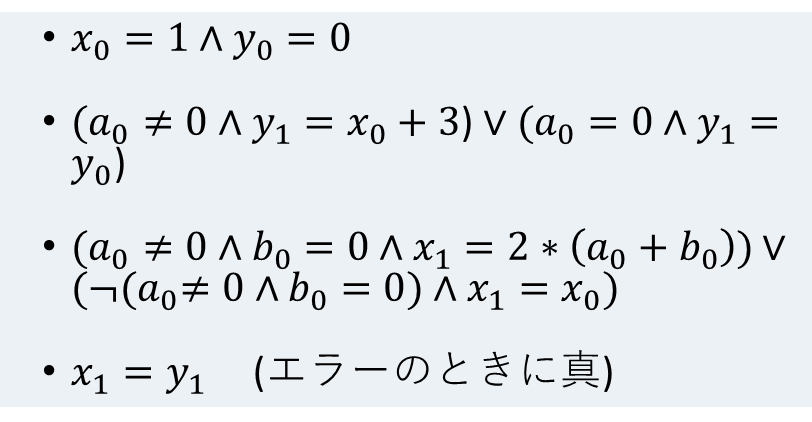 • x₀ = 1 ∧ y₀ = 0
• (a₀ ≠ 0 ∧ y₁ = x₀ + 3) ∨ (a₀ = 0 ∧ y₁ =
y₀)
• (a₀ ≠ 0 ∧ b₀ = 0 ∧ x₁ = 2 * (a₀ + b₀)) ∨
(¬(a₀≠ 0 ∧ b₀ = 0) ∧ x₁ = x₀)
• x₁ = y₁ (エラーのときに真)